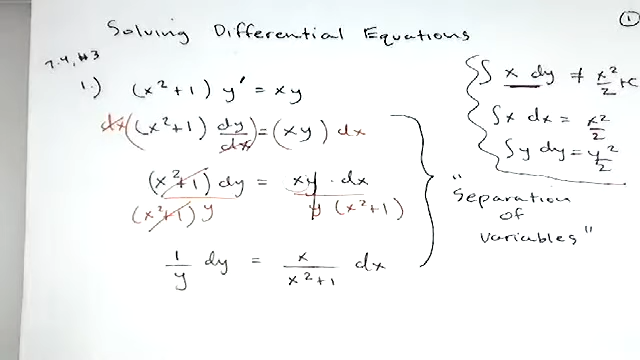 1
Solving Differential Equations
7.4, #3
1.) (x²+1) y' = xy
dx((x²+1) dy/dx) = (xy) dx
(x²+1) dy / (x²+1) y = xy · dx / y (x²+1)
1/y dy = x/(x²+1) dx
"Separation
of
Variables"
∫ x dy ≠ x²/2 + C
∫ x dx = x²/2
∫ y dy = y²/2